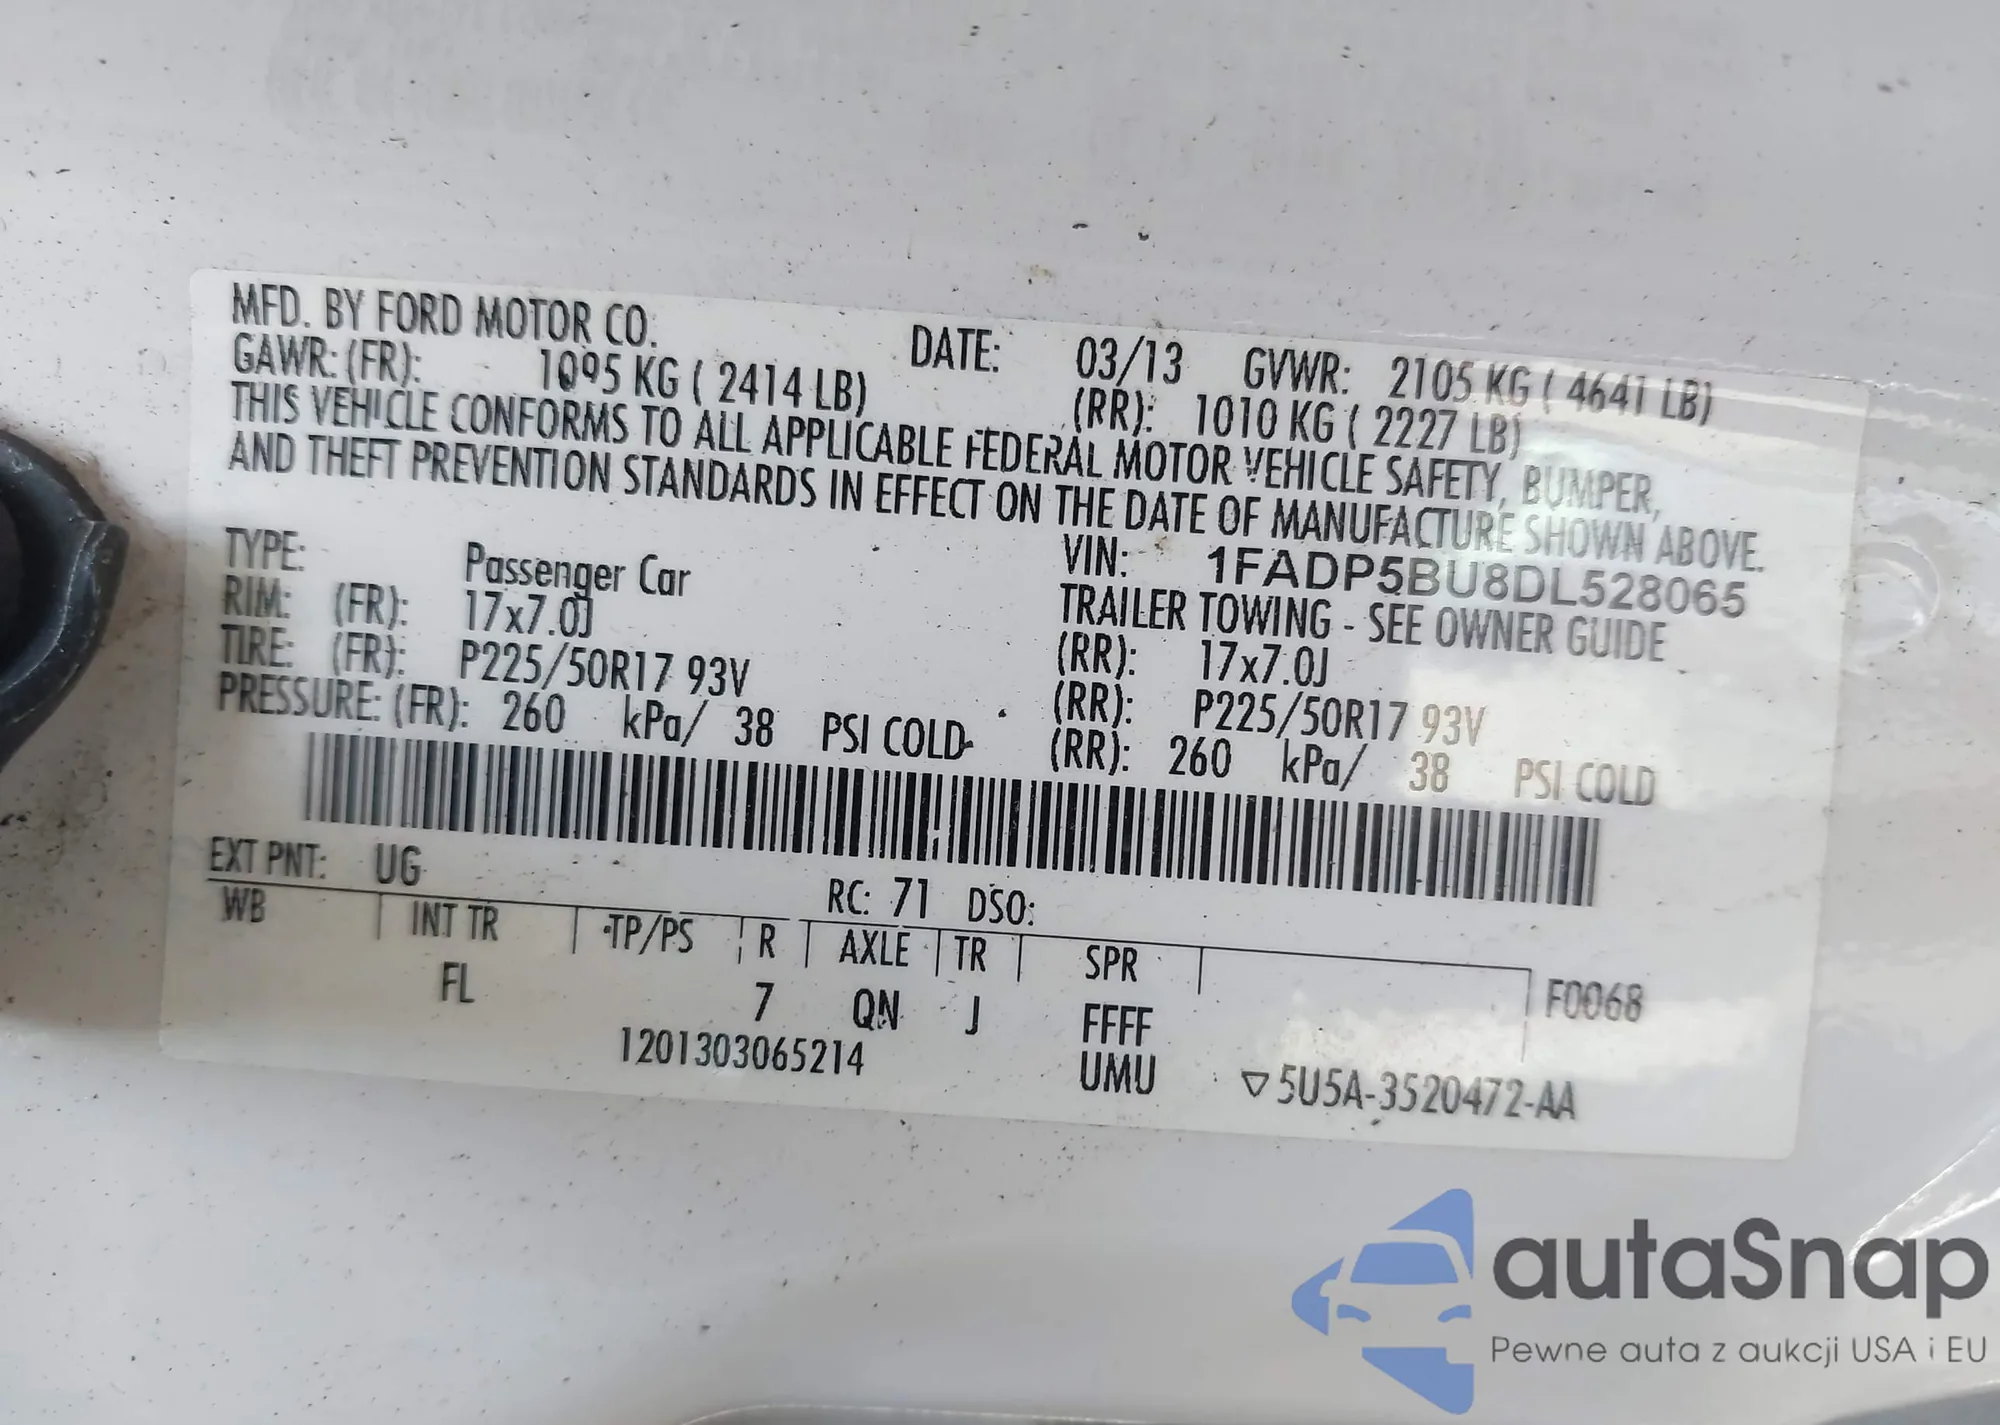 MFD. BY FORD MOTOR CO. DATE: 03/13 GVWR: 2105 KG ( 4641 LB)
GAWR: (FR): 1095 KG ( 2414 LB) (RR): 1010 KG ( 2227 LB)
THIS VEHICLE CONFORMS TO ALL APPLICABLE FEDERAL MOTOR VEHICLE SAFETY, BUMPER,
AND THEFT PREVENTION STANDARDS IN EFFECT ON THE DATE OF MANUFACTURE SHOWN ABOVE.
VIN: 1FADP5BU8DL528065
TYPE: Passenger Car TRAILER TOWING - SEE OWNER GUIDE
RIM: (FR): 17x7.0J (RR): 17x7.0J
TIRE: (FR): P225/50R17 93V (RR): P225/50R17 93V
PRESSURE: (FR): 260 kPa/ 38 PSI COLD (RR): 260 kPa/ 38 PSI COLD
EXT PNT: UG RC: 71 DSO:
WB INT TR TP/PS R AXLE TR SPR F0068
FL 7 QN J FFFF
1201303065214 UMU ▽5U5A-3520472-AA
autaSnap
Pewne auta z aukcji USA i EU